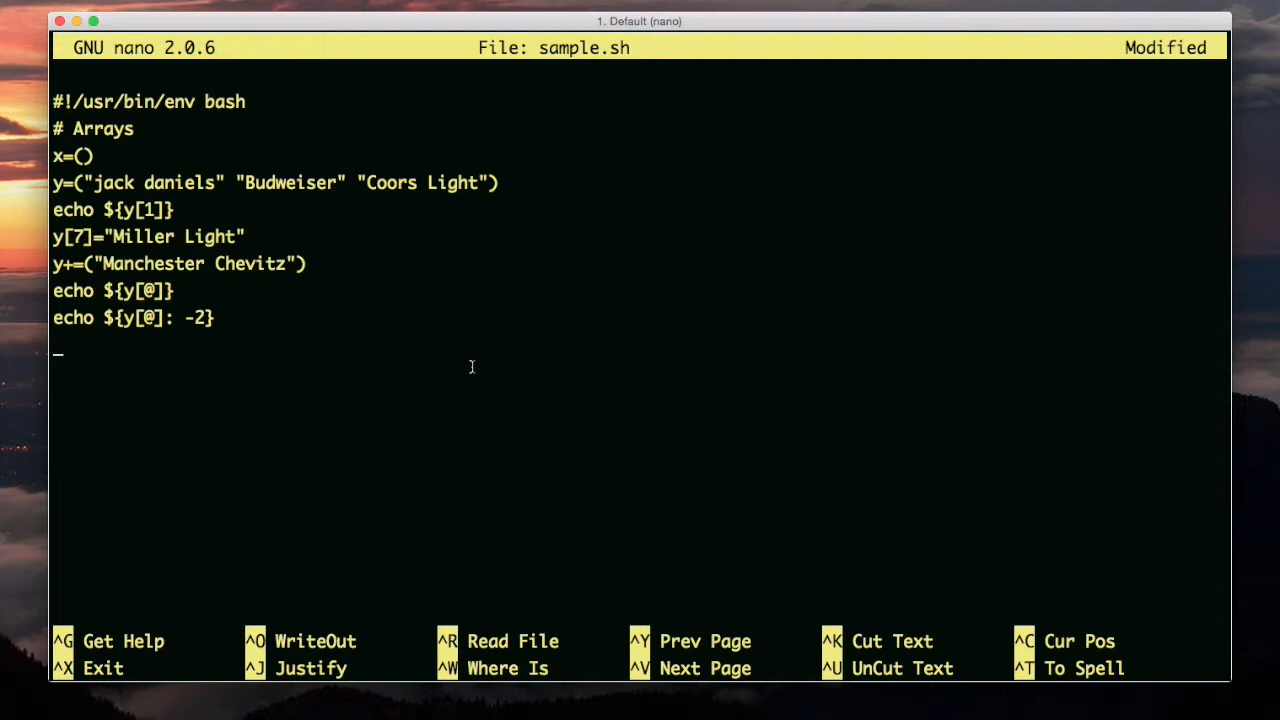 1. Default (nano)
GNU nano 2.0.6 File: sample.sh Modified
#!/usr/bin/env bash
# Arrays
x=()
y=("jack daniels" "Budweiser" "Coors Light")
echo ${y[1]}
y[7]="Miller Light"
y+=("Manchester Chevitz")
echo ${y[@]}
echo ${y[@]: -2}
^G Get Help ^O WriteOut ^R Read File ^Y Prev Page ^K Cut Text ^C Cur Pos
^X Exit ^J Justify ^W Where Is ^V Next Page ^U UnCut Text ^T To Spell